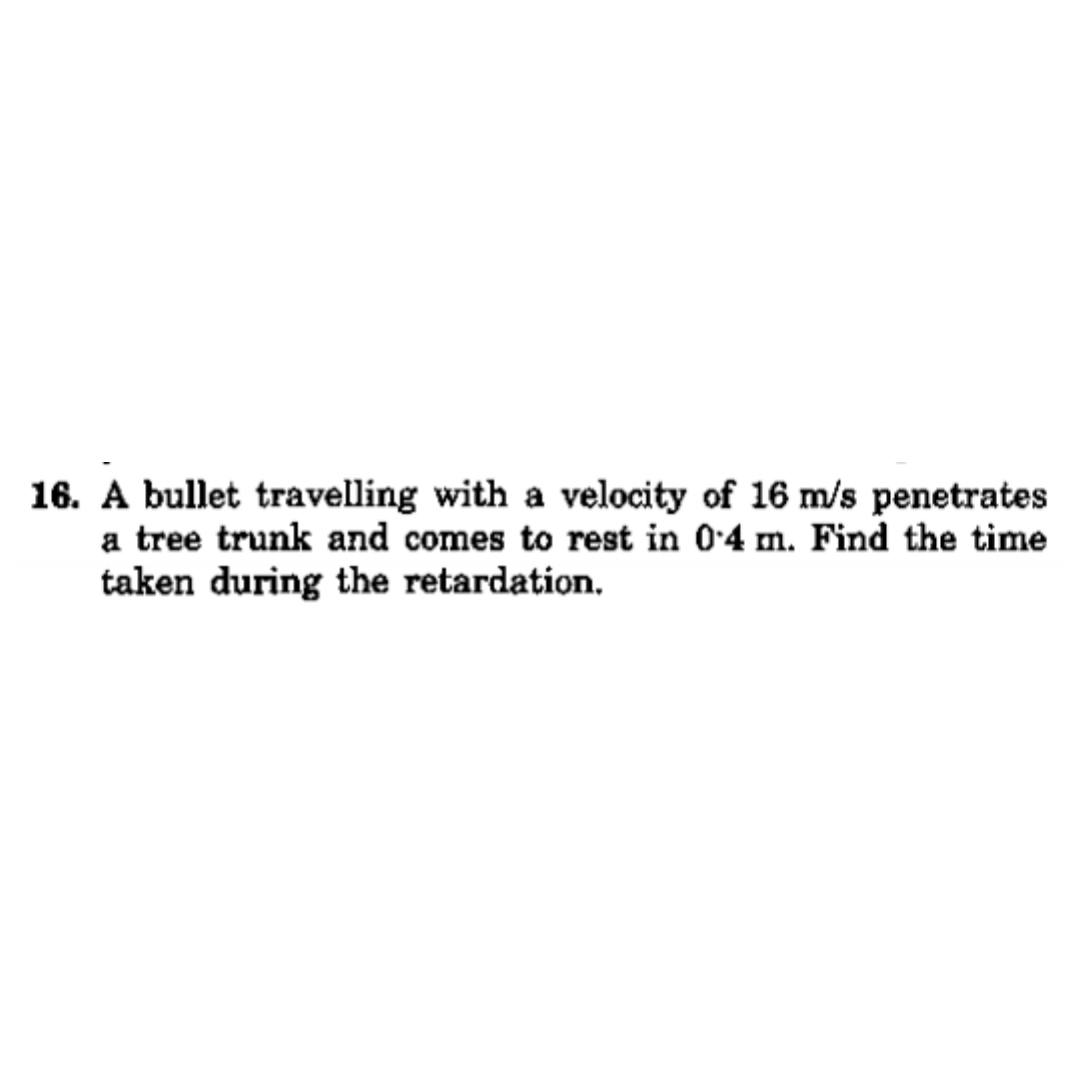 16. A bullet travelling with a velocity of 16 m/s penetrates
a tree trunk and comes to rest in 0·4 m. Find the time
taken during the retardation.